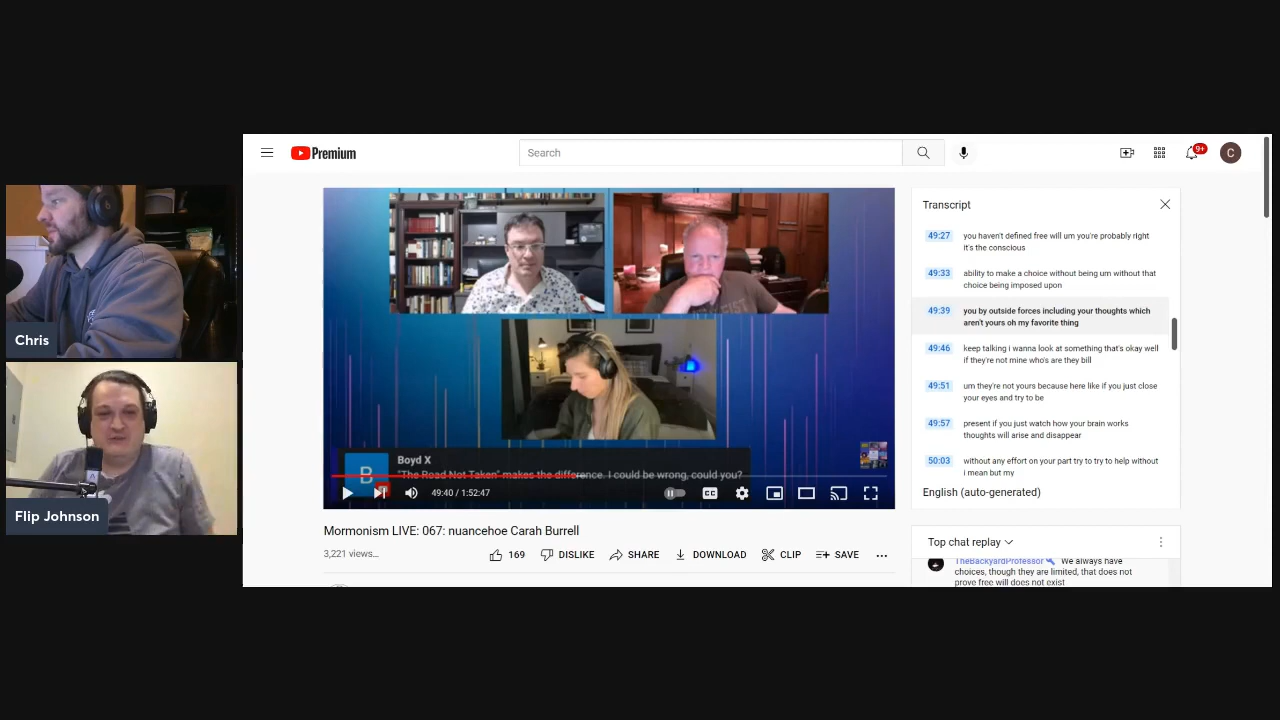 Chris
Flip Johnson
Premium
Search
9+
C
Boyd X
B
"The Road Not Taken" makes the difference. I could be wrong, could you?
49:40 / 1:52:47
Mormonism LIVE: 067: nuancehoe Carah Burrell
3,221 views...
169
DISLIKE
SHARE
DOWNLOAD
CLIP
SAVE
Transcript
49:27
you haven't defined free will um you're probably right
it's the conscious
49:33
ability to make a choice without being um without that
choice being imposed upon
49:39
you by outside forces including your thoughts which
aren't yours oh my favorite thing
49:46
keep talking i wanna look at something that's okay well
if they're not mine who's are they bill
49:51
um they're not yours because here like if you just close
your eyes and try to be
49:57
present if you just watch how your brain works
thoughts will arise and disappear
50:03
without any effort on your part try to try to help without
i mean but my
English (auto-generated)
Top chat replay
TheBackyardProfessor We always have
choices, though they are limited, that does not
prove free will does not exist